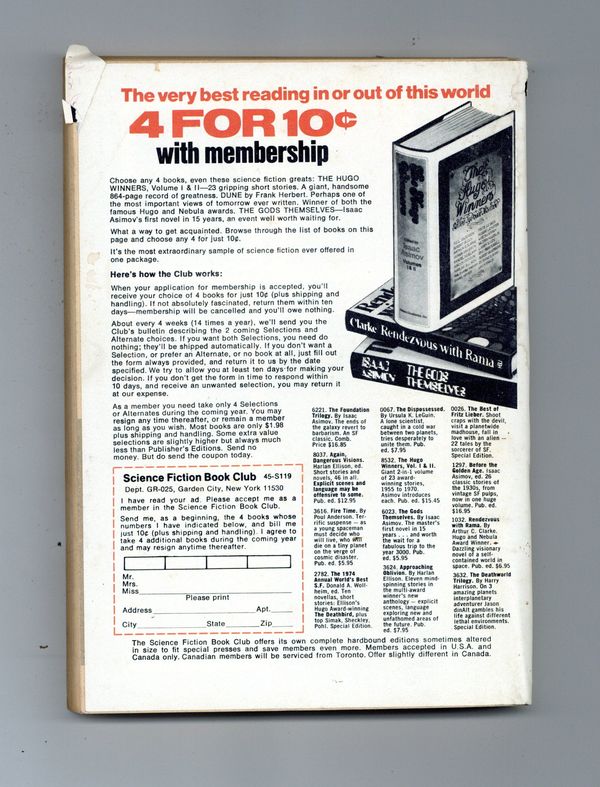 The very best reading in or out of this world
4 FOR 10¢
with membership
Choose any 4 books, even these science fiction greats: THE HUGO
WINNERS, Volume I & II—23 gripping short stories. A giant, handsome
864-page record of greatness. DUNE by Frank Herbert. Perhaps one of
the most important views of tomorrow ever written. Winner of both the
famous Hugo and Nebula awards. THE GODS THEMSELVES—Isaac
Asimov's first novel in 15 years, an event well worth waiting for.
What a way to get acquainted. Browse through the list of books on this
page and choose any 4 for just 10¢.
It's the most extraordinary sample of science fiction ever offered in
one package.
Here's how the Club works:
When your application for membership is accepted, you'll
receive your choice of 4 books for just 10¢ (plus shipping and
handling). If not absolutely fascinated, return them within ten
days—membership will be cancelled and you'll owe nothing.
About every 4 weeks (14 times a year), we'll send you the
Club's bulletin describing the 2 coming Selections and
Alternate choices. If you want both Selections, you need do
nothing; they'll be shipped automatically. If you don't want a
Selection, or prefer an Alternate, or no book at all, just fill out
the form always provided, and return it to us by the date
specified. We try to allow you at least ten days for making your
decision. If you don't get the form in time to respond within
10 days, and receive an unwanted selection, you may return it
at our expense.
As a member you need take only 4 Selections
or Alternates during the coming year. You may
resign any time thereafter, or remain a member
as long as you wish. Most books are only $1.98
plus shipping and handling. Some extra value
selections are slightly higher but always much
less than Publisher's Editions. Send no
money. But do send the coupon today.
Science Fiction Book Club 45-S119
Dept. GR-025, Garden City, New York 11530
I have read your ad. Please accept me as a
member in the Science Fiction Book Club.
Send me, as a beginning, the 4 books whose
numbers I have indicated below, and bill me
just 10¢ (plus shipping and handling). I agree to
take 4 additional books during the coming year
and may resign anytime thereafter.
Mr.
Mrs.
Miss
Please print
Address Apt.
City State Zip
The Hugo Winners
Edited by
Isaac
Asimov
Volumes
I & II
Clarke Rendezvous with Rama
ISAAC ASIMOV THE GODS THEMSELVES
6221. The Foundation
Trilogy. By Isaac
Asimov. The ends of
the galaxy revert to
barbarism. An SF
classic. Comb.
Price $16.85
8037. Again,
Dangerous Visions.
Harlan Ellison, ed.
Short stories and
novels, 46 in all.
Explicit scenes and
language may be
offensive to some.
Pub. ed. $12.95
3616. Fire Time. By
Poul Anderson. Ter-
rific suspense — as
a young spaceman
must decide who
will live, who will
die on a tiny planet
on the verge of
cosmic disaster.
Pub. ed. $5.95
2782. The 1974
Annual World's Best
S.F. Donald A. Woll-
heim, ed. Ten
novellas, short
stories: Ellison's
Hugo Award-winning
The Deathbird, plus
too Simak, Sheckley,
Pohl. Special Edition.
0067. The Dispossessed.
By Ursula K. LeGuin.
A lone scientist,
caught in a cold war
between two planets,
tries desperately to
unite them. Pub.
ed. $7.95
8532. The Hugo
Winners, Vol. I & II.
Giant 2-in-1 volume
of 23 award-
winning stories,
1955 to 1970.
Asimov introduces
each. Pub. ed. $15.45
6023. The Gods
Themselves. By Isaac
Asimov. The master's
first novel in 15
years . . . and worth
the wait for a
fabulous trip to the
year 3000. Pub.
ed. $5.95
3624. Approaching
Oblivion. By Harlan
Ellison. Eleven mind-
spinning stories in
the multi-award
winner's new
anthology — explicit
scenes, language
exploring new and
unfathomed areas of
the future. Pub.
ed. $7.95
0026. The Best of
Fritz Lieber. Shoot
craps with the devil,
visit a planetwide
madhouse, fall in
love with an alien —
22 tales by the
sorcerer of SF.
Special Edition.
1297. Before the
Golden Age. Isaac
Asimov, ed. 26
classic stories of
the 1930s, from
vintage SF pulps,
now in one huge
volume. Pub. ed.
$16.95
1032. Rendezvous
with Rama. By
Arthur C. Clarke.
Hugo and Nebula
Award Winner.
Dazzling visionary
novel of a self-
contained world in
space. Pub. ed. $6.95
3632. The Deathworld
Trilogy. By Harry
Harrison. On 3
amazing planets
interplanetary
adventurer Jason
dinAlt gambles his
life against different
lethal environments.
Special Edition.
The Science Fiction Book Club offers its own complete hardbound editions sometimes altered
in size to fit special presses and save members even more. Members accepted in U.S.A. and
Canada only. Canadian members will be serviced from Toronto. Offer slightly different in Canada.